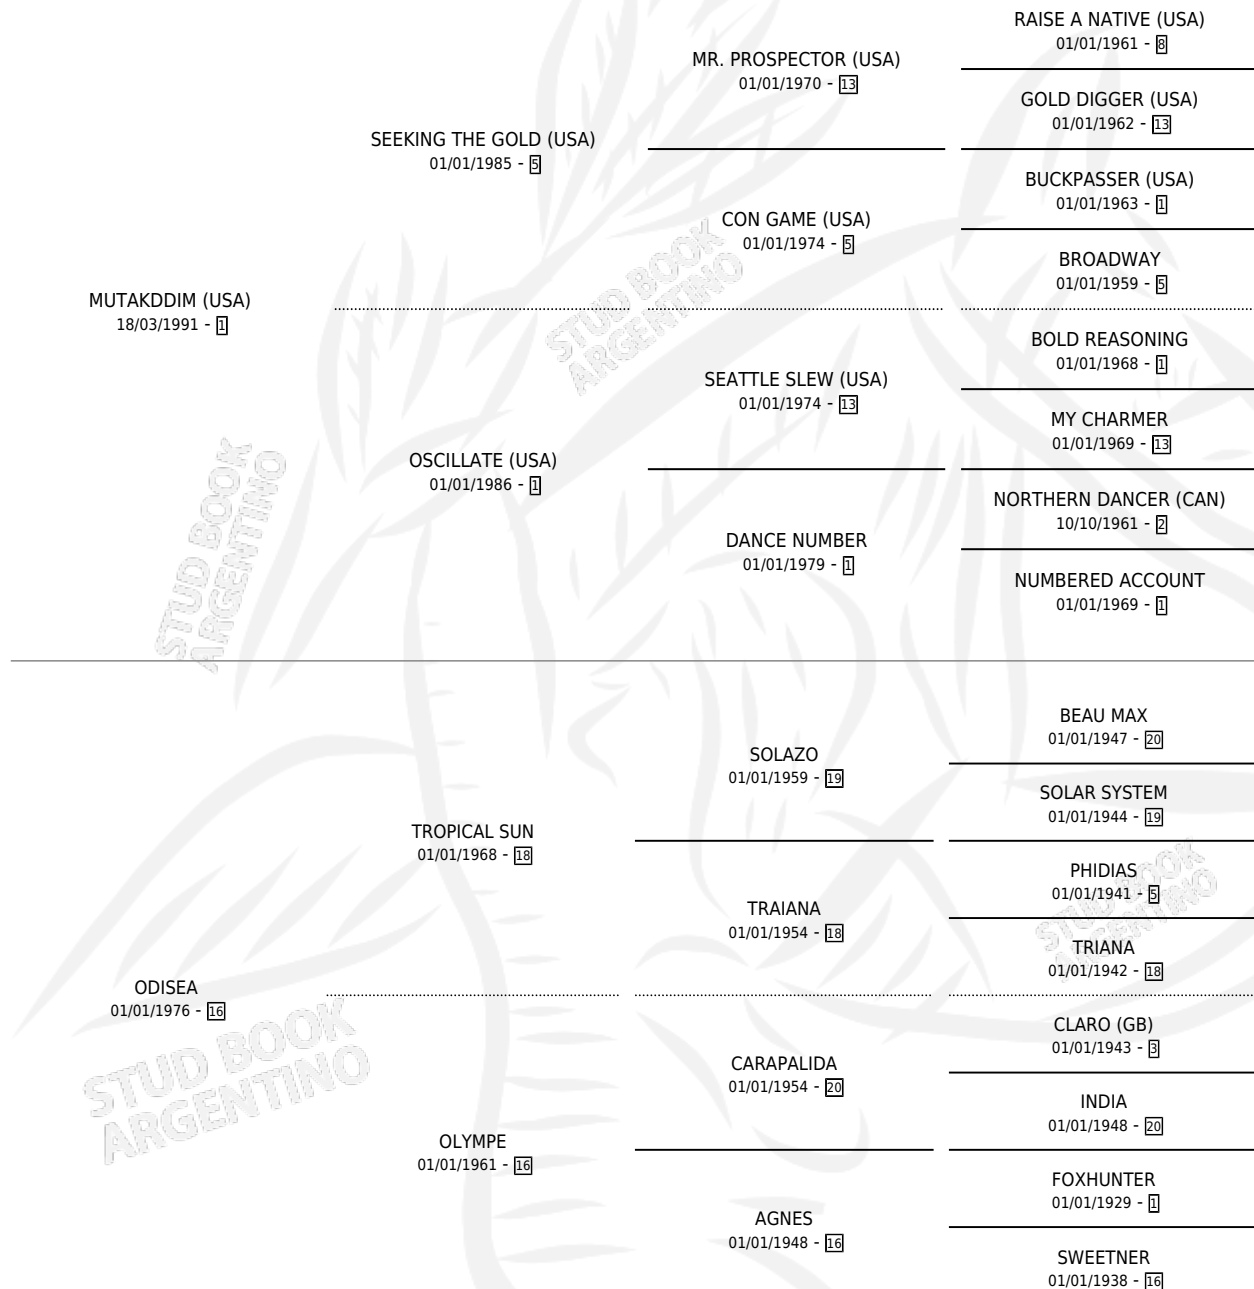 RAISE A NATIVE (USA)
01/01/1961 - 8
MR. PROSPECTOR (USA)
01/01/1970 - 13
GOLD DIGGER (USA)
01/01/1962 - 13
SEEKING THE GOLD (USA)
01/01/1985 - 5
BUCKPASSER (USA)
01/01/1963 - 1
CON GAME (USA)
01/01/1974 - 5
BROADWAY
01/01/1959 - 5
MUTAKDDIM (USA)
18/03/1991 - 1
BOLD REASONING
01/01/1968 - 1
SEATTLE SLEW (USA)
01/01/1974 - 13
MY CHARMER
01/01/1969 - 13
OSCILLATE (USA)
01/01/1986 - 1
NORTHERN DANCER (CAN)
10/10/1961 - 2
DANCE NUMBER
01/01/1979 - 1
NUMBERED ACCOUNT
01/01/1969 - 1
BEAU MAX
01/01/1947 - 20
SOLAZO
01/01/1959 - 19
SOLAR SYSTEM
01/01/1944 - 19
TROPICAL SUN
01/01/1968 - 18
PHIDIAS
01/01/1941 - 5
TRAIANA
01/01/1954 - 18
TRIANA
01/01/1942 - 18
ODISEA
01/01/1976 - 16
CLARO (GB)
01/01/1943 - 3
CARAPALIDA
01/01/1954 - 20
INDIA
01/01/1948 - 20
OLYMPE
01/01/1961 - 16
FOXHUNTER
01/01/1929 - 1
AGNES
01/01/1948 - 16
SWEETNER
01/01/1938 - 16
STUD BOOK
ARGENTINO
STUD BOOK
ARGENTINO
STUD BOOK
ARGENTINO
STUD BOOK
ARGENTINO